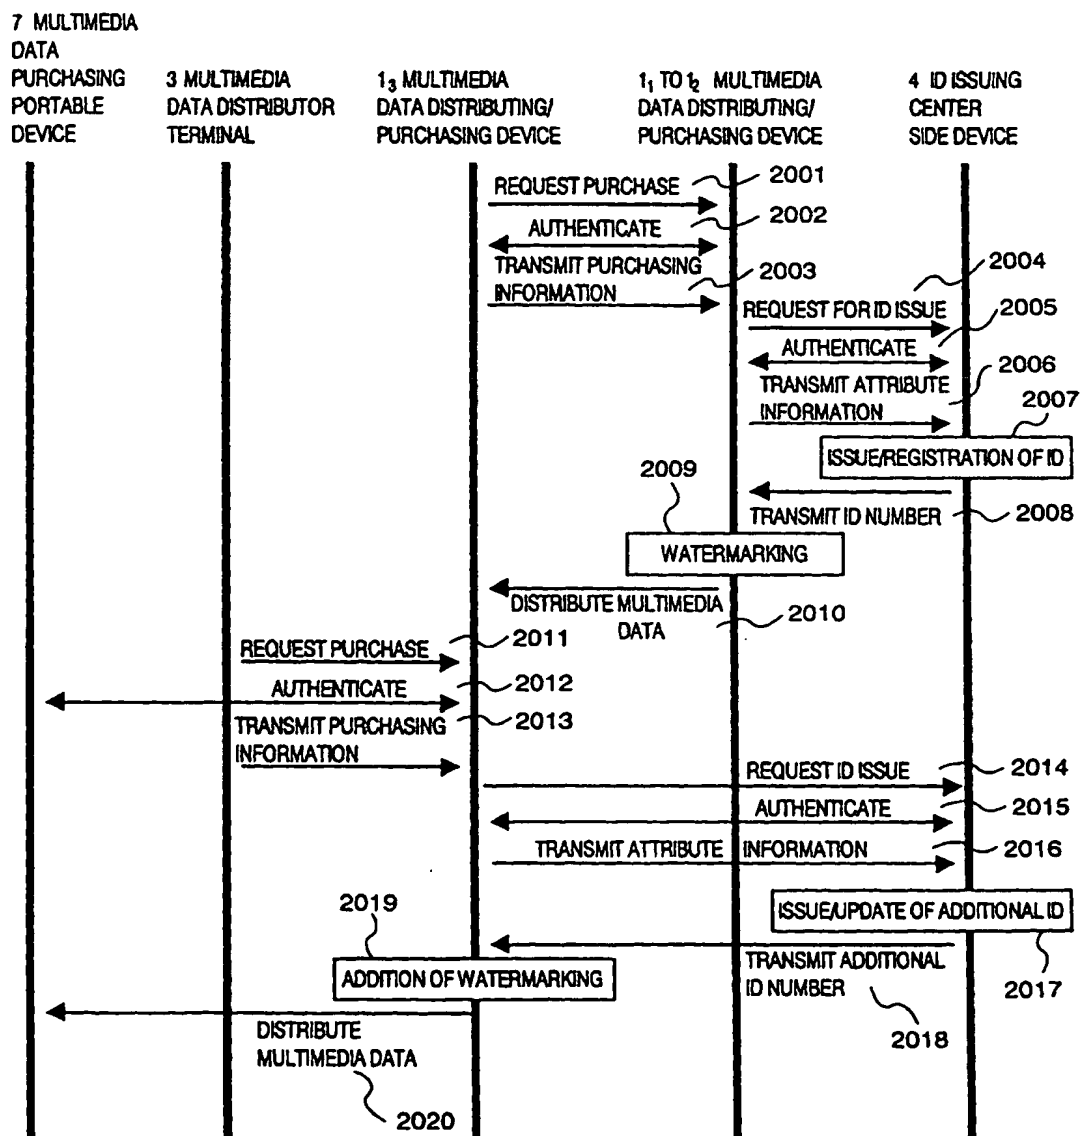 7 MULTIMEDIA
DATA
PURCHASING
PORTABLE
DEVICE
3 MULTIMEDIA
DATA DISTRIBUTOR
TERMINAL
1₃ MULTIMEDIA
DATA DISTRIBUTING/
PURCHASING DEVICE
1₁ TO 1₂ MULTIMEDIA
DATA DISTRIBUTING/
PURCHASING DEVICE
4 ID ISSUING
CENTER
SIDE DEVICE
REQUEST PURCHASE
2001
AUTHENTICATE
2002
TRANSMIT PURCHASING
INFORMATION
2003
REQUEST FOR ID ISSUE
2004
AUTHENTICATE
2005
TRANSMIT ATTRIBUTE
INFORMATION
2006
2007
ISSUE/REGISTRATION OF ID
TRANSMIT ID NUMBER
2008
2009
WATERMARKING
DISTRIBUTE MULTIMEDIA
DATA
2010
REQUEST PURCHASE
2011
AUTHENTICATE
2012
TRANSMIT PURCHASING
INFORMATION
2013
REQUEST ID ISSUE
2014
AUTHENTICATE
2015
TRANSMIT ATTRIBUTE INFORMATION
2016
ISSUE/UPDATE OF ADDITIONAL ID
2017
TRANSMIT ADDITIONAL
ID NUMBER
2018
2019
ADDITION OF WATERMARKING
DISTRIBUTE
MULTIMEDIA DATA
2020